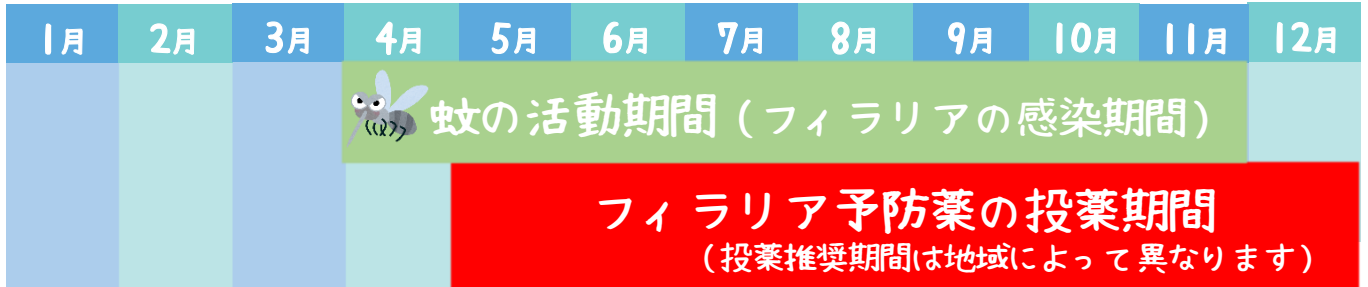 1月 2月 3月 4月 5月 6月 7月 8月 9月 10月 11月 12月
蚊の活動期間（フィラリアの感染期間）
フィラリア予防薬の投薬期間
（投薬推奨期間は地域によって異なります）